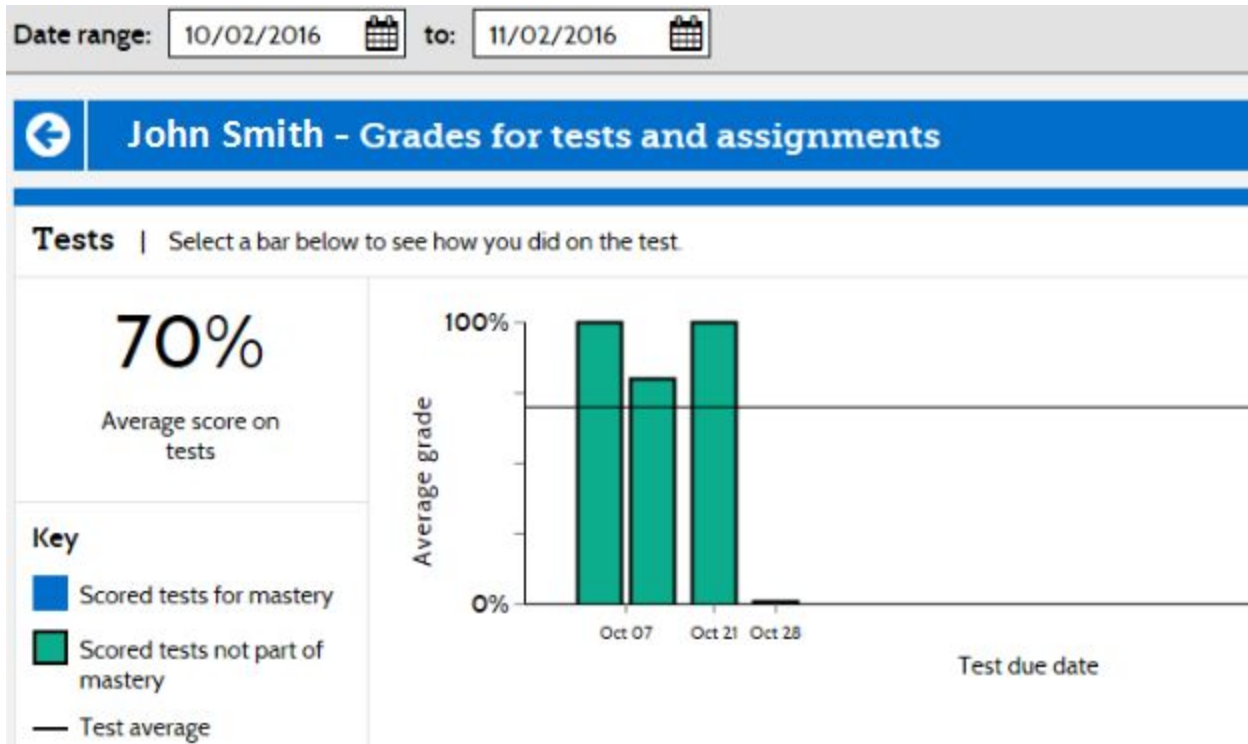 Date range: 10/02/2016 to: 11/02/2016
John Smith - Grades for tests and assignments
Tests | Select a bar below to see how you did on the test.
70%
Average score on
tests
Key
Scored tests for mastery
Scored tests not part of
mastery
Test average
100%
Average grade
0%
Oct 07 Oct 21 Oct 28
Test due date